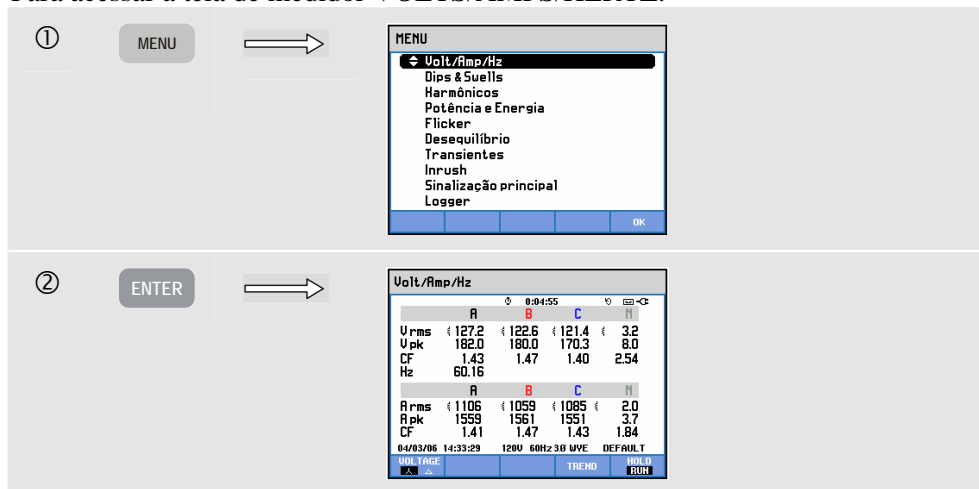 Para acessar a tela do medidor VOLTS/AMPS/HERTZ:
① MENU
MENU
Volt/Amp/Hz
Dips & Suells
Harmônicos
Potência e Energia
Flicker
Desequilíbrio
Transientes
Inrush
Sinalização principal
Logger
OK
② ENTER
Volt/Amp/Hz
0:04:55
A B C N
V rms 127.2 122.6 121.4 3.2
V pk 182.0 180.0 170.3 8.0
CF 1.43 1.47 1.40 2.54
Hz 60.16
A B C N
A rms 1106 1059 1085 2.0
A pk 1559 1561 1551 3.7
CF 1.41 1.47 1.43 1.84
04/03/06 14:33:29 120V 60Hz 3Ø WYE DEFAULT
VOLTAGE TREND HOLD
RUN